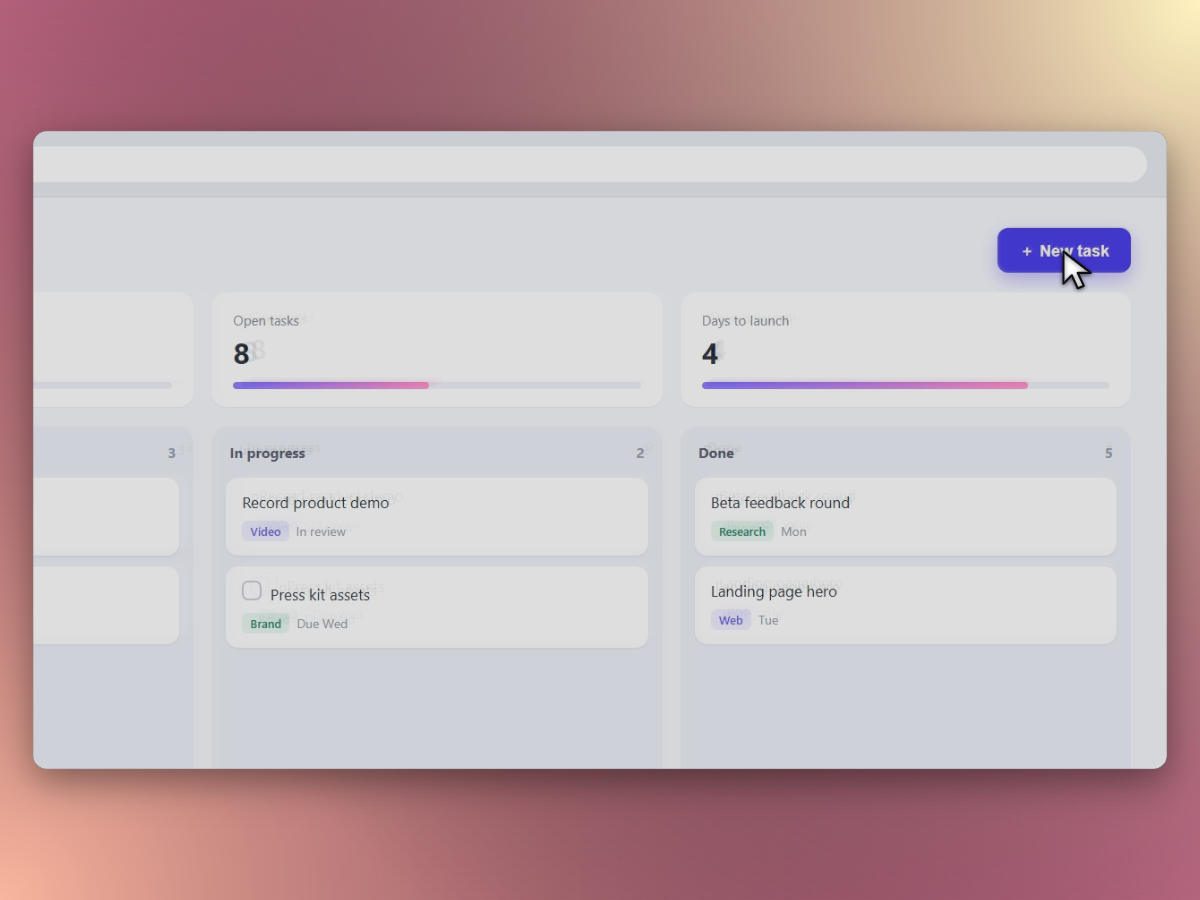 + New task
Open tasks
8
Days to launch
4
3
In progress
2
Record product demo
Video In review
Press kit assets
Brand Due Wed
Done
5
Beta feedback round
Research Mon
Landing page hero
Web Tue